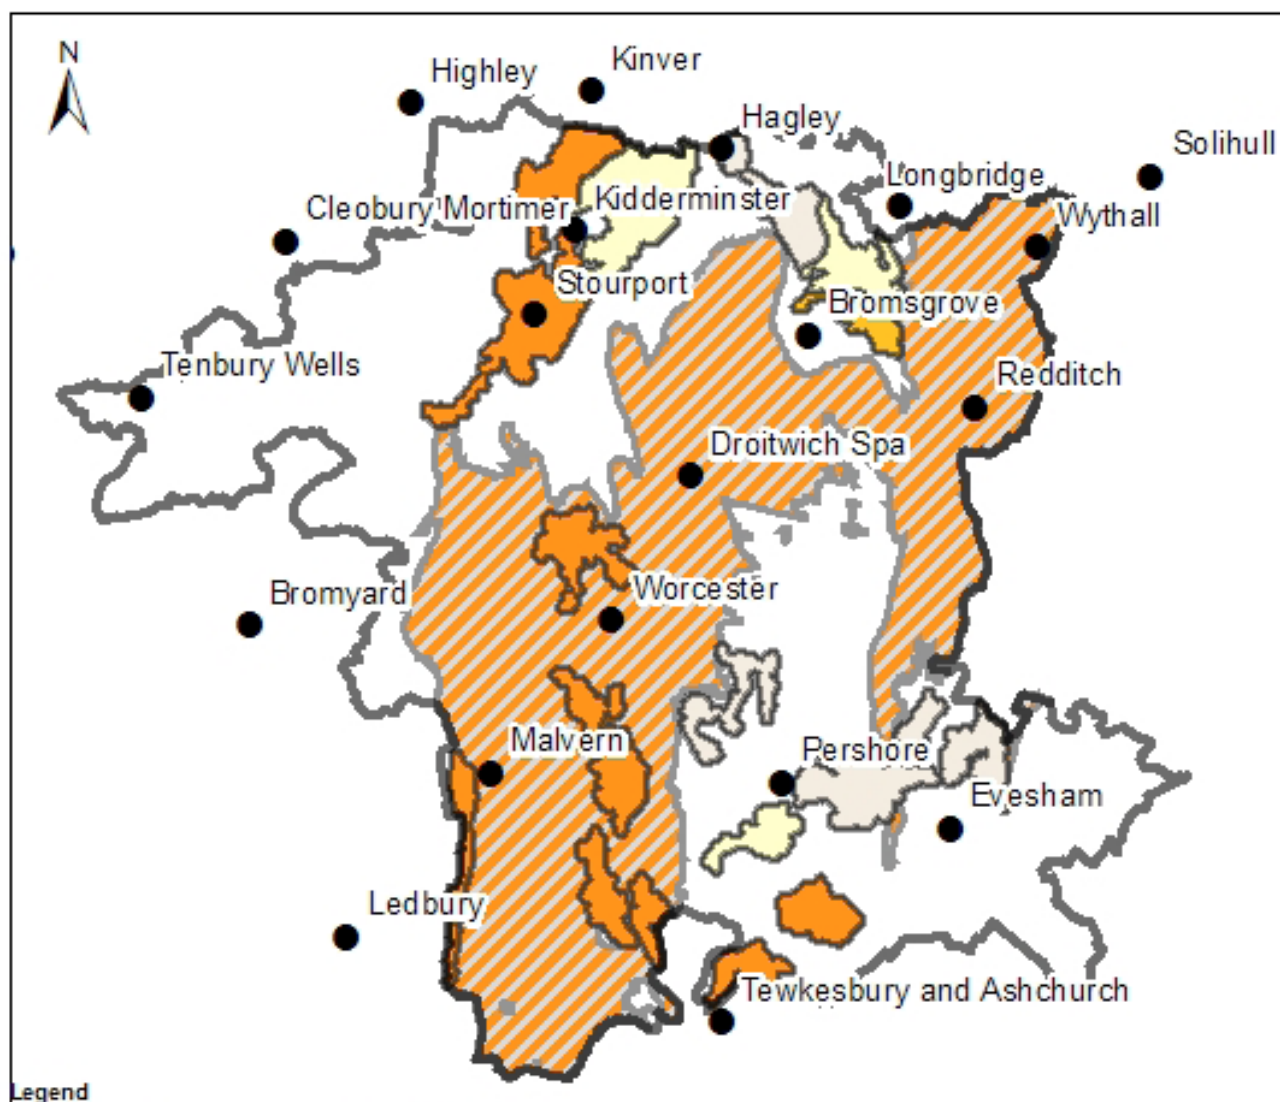 N
Kinver
Highley
Hagley
Solihull
Longbridge
Kidderminster
Cleobury Mortimer
Wythall
Stourport
Bromsgrove
Tenbury Wells
Redditch
Droitwich Spa
Worcester
Bromyard
Malvern
Pershore
Evesham
Ledbury
Tewkesbury and Ashchurch
Legend